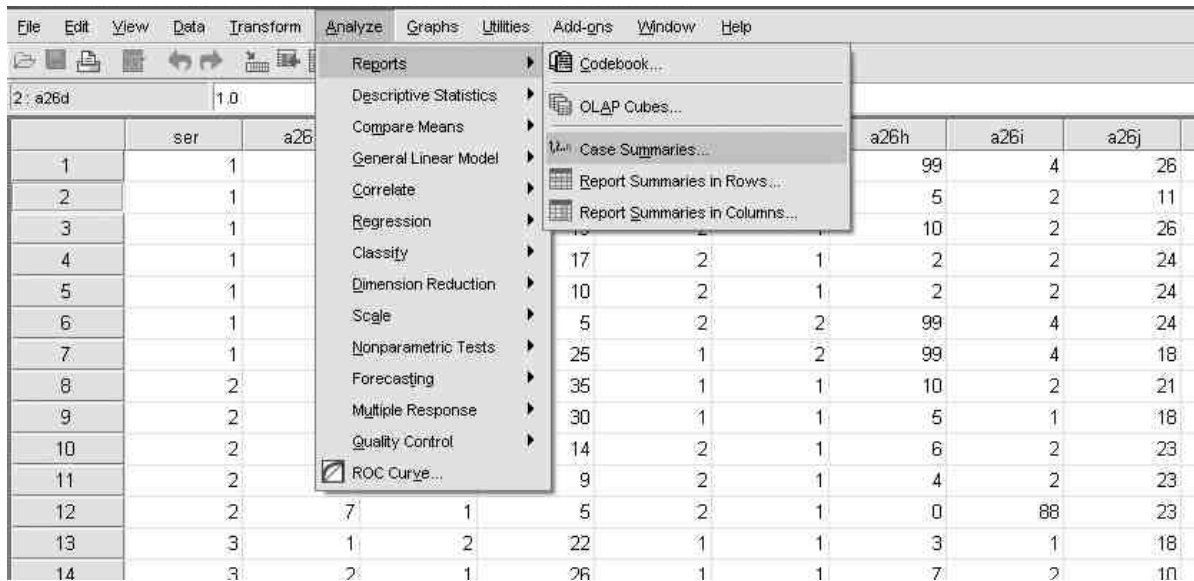 File Edit View Data Transform Analyze Graphs Utilities Add-ons Window Help
2 : a26d 1.0
Reports
Descriptive Statistics
Compare Means
General Linear Model
Correlate
Regression
Classify
Dimension Reduction
Scale
Nonparametric Tests
Forecasting
Multiple Response
Quality Control
ROC Curve...
Codebook...
OLAP Cubes...
Case Summaries...
Report Summaries in Rows...
Report Summaries in Columns...
ser a26 a26h a26i a26j
1 1 99 4 26
2 1 5 2 11
3 1 10 2 26
4 1 17 2 1 2 2 24
5 1 10 2 1 2 2 24
6 1 5 2 2 99 4 24
7 1 25 1 2 99 4 18
8 2 35 1 1 10 2 21
9 2 30 1 1 5 1 18
10 2 14 2 1 6 2 23
11 2 9 2 1 4 2 23
12 2 7 1 5 2 1 0 88 23
13 3 1 2 22 1 1 3 1 18
14 3 2 1 26 1 1 7 2 10